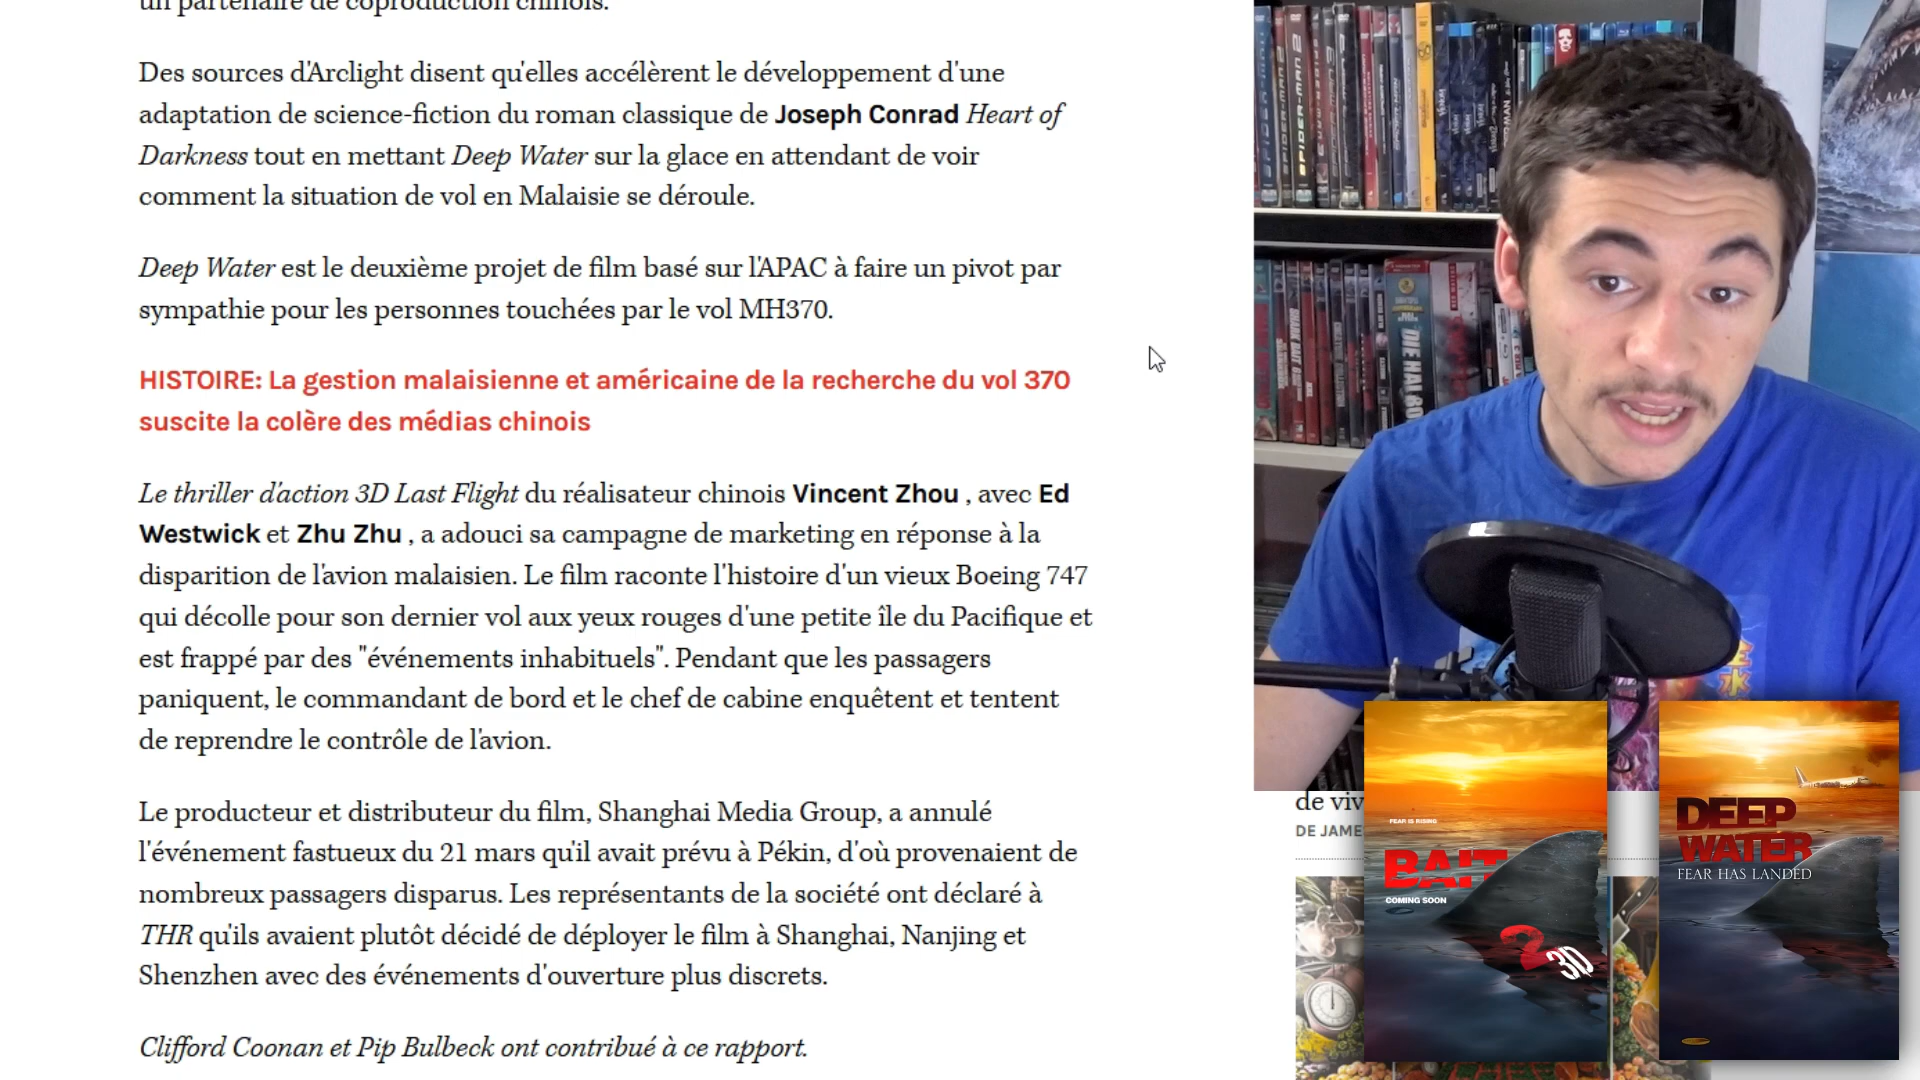 un partenaire de coproduction chinois.
Des sources d'Arclight disent qu'elles accélèrent le développement d'une
adaptation de science-fiction du roman classique de Joseph Conrad Heart of
Darkness tout en mettant Deep Water sur la glace en attendant de voir
comment la situation de vol en Malaisie se déroule.
Deep Water est le deuxième projet de film basé sur l'APAC à faire un pivot par
sympathie pour les personnes touchées par le vol MH370.
HISTOIRE: La gestion malaisienne et américaine de la recherche du vol 370
suscite la colère des médias chinois
Le thriller d'action 3D Last Flight du réalisateur chinois Vincent Zhou , avec Ed
Westwick et Zhu Zhu , a adouci sa campagne de marketing en réponse à la
disparition de l'avion malaisien. Le film raconte l'histoire d'un vieux Boeing 747
qui décolle pour son dernier vol aux yeux rouges d'une petite île du Pacifique et
est frappé par des "événements inhabituels". Pendant que les passagers
paniquent, le commandant de bord et le chef de cabine enquêtent et tentent
de reprendre le contrôle de l'avion.
Le producteur et distributeur du film, Shanghai Media Group, a annulé
l'événement fastueux du 21 mars qu'il avait prévu à Pékin, d'où provenaient de
nombreux passagers disparus. Les représentants de la société ont déclaré à
THR qu'ils avaient plutôt décidé de déployer le film à Shanghai, Nanjing et
Shenzhen avec des événements d'ouverture plus discrets.
Clifford Coonan et Pip Bulbeck ont contribué à ce rapport.
SPIDER-MAN 2
SPIDER-MAN
de viv
DE JAME
FEAR IS RISING
BAIT
COMING SOON
2
3D
DEEP
WATER
FEAR HAS LANDED